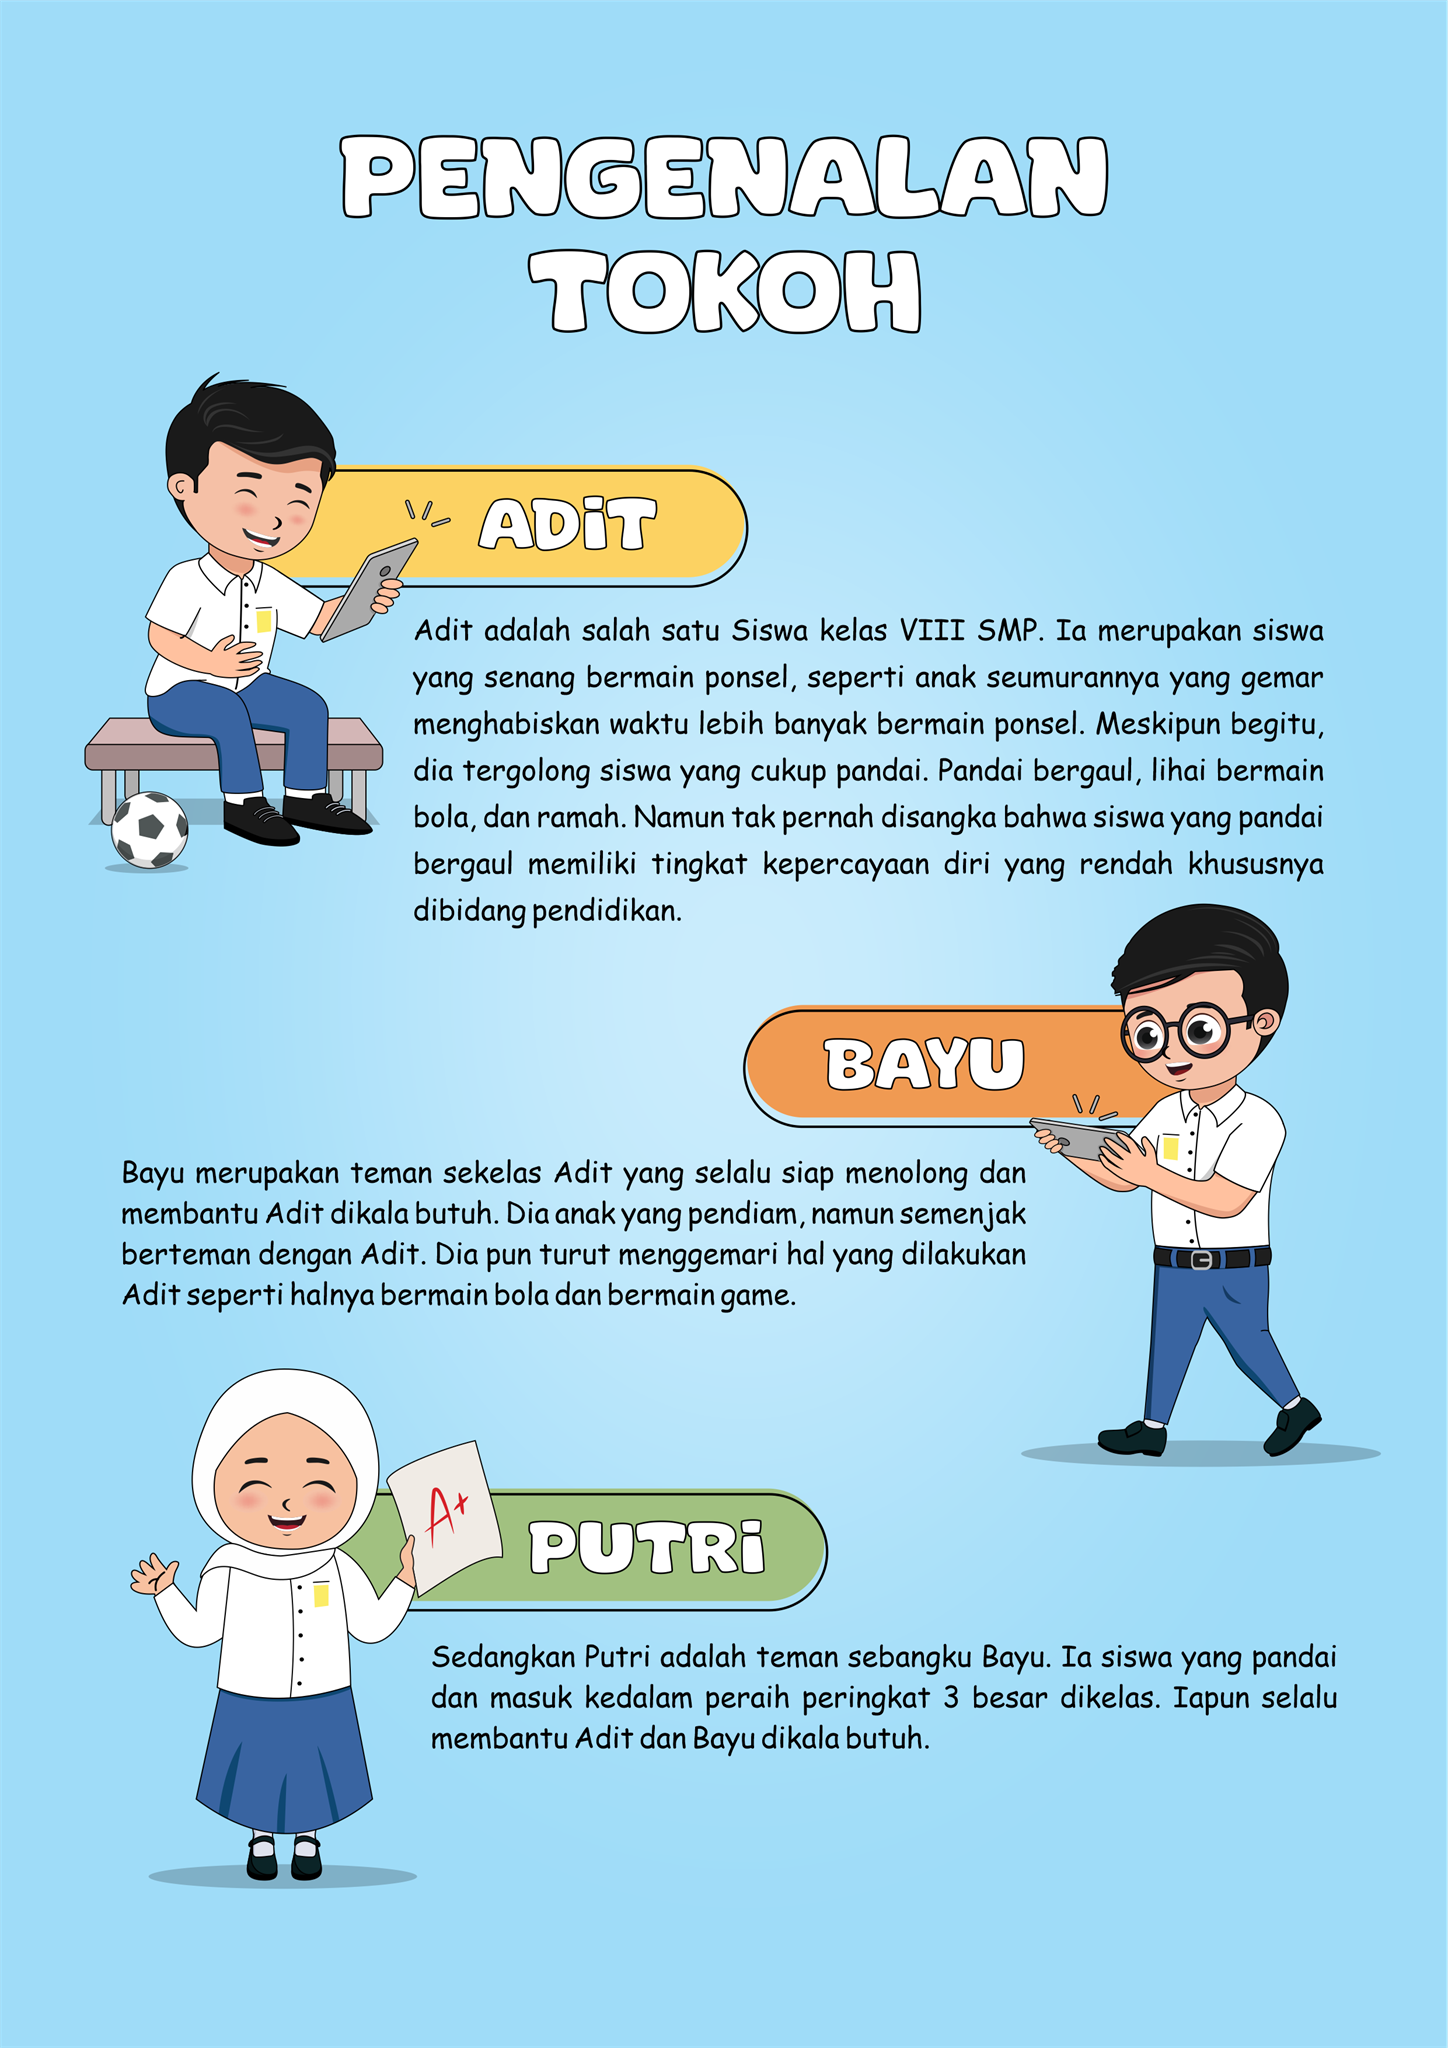 PENGENALAN
TOKOH
ADiT
Adit adalah salah satu Siswa kelas VIII SMP. Ia merupakan siswa
yang senang bermain ponsel, seperti anak seumurannya yang gemar
menghabiskan waktu lebih banyak bermain ponsel. Meskipun begitu,
dia tergolong siswa yang cukup pandai. Pandai bergaul, lihai bermain
bola, dan ramah. Namun tak pernah disangka bahwa siswa yang pandai
bergaul memiliki tingkat kepercayaan diri yang rendah khususnya
dibidang pendidikan.
BAYU
Bayu merupakan teman sekelas Adit yang selalu siap menolong dan
membantu Adit dikala butuh. Dia anak yang pendiam, namun semenjak
berteman dengan Adit. Dia pun turut menggemari hal yang dilakukan
Adit seperti halnya bermain bola dan bermain game.
A+
PUTRi
Sedangkan Putri adalah teman sebangku Bayu. Ia siswa yang pandai
dan masuk kedalam peraih peringkat 3 besar dikelas. Iapun selalu
membantu Adit dan Bayu dikala butuh.